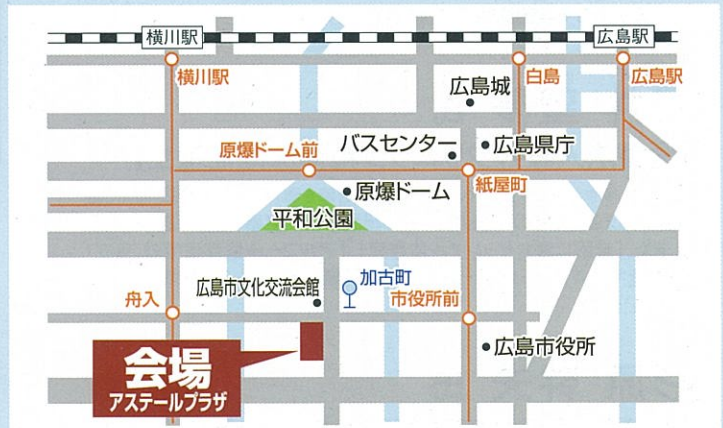 横川駅
広島駅
横川駅
白島
広島駅
広島城
原爆ドーム前
バスセンター
広島県庁
原爆ドーム
紙屋町
平和公園
広島市文化交流会館
加古町
舟入
市役所前
会場
アステールプラザ
広島市役所